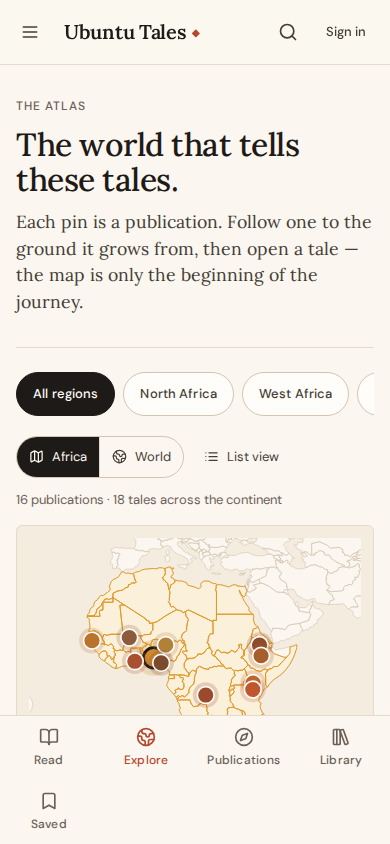 Ubuntu Tales
Sign in
THE ATLAS
The world that tells
these tales.
Each pin is a publication. Follow one to the
ground it grows from, then open a tale —
the map is only the beginning of the
journey.
All regions
North Africa
West Africa
Africa
World
List view
16 publications · 18 tales across the continent
Read
Explore
Publications
Library
Saved